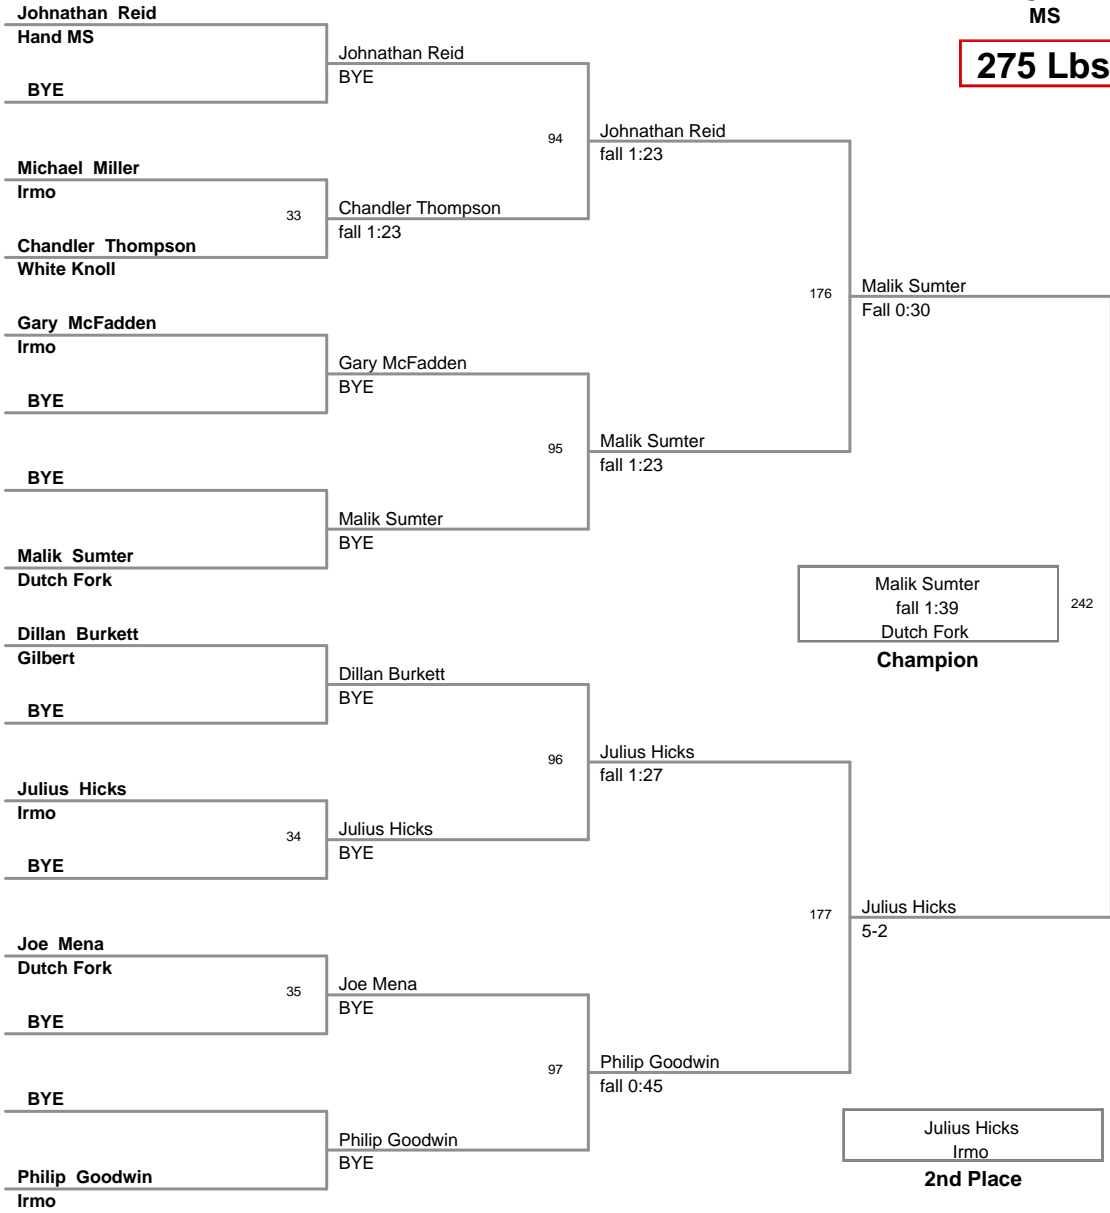 MS
275 Lbs
Johnathan Reid
Hand MS
BYE
Michael Miller
Irmo
33
Chandler Thompson
White Knoll
Gary McFadden
Irmo
BYE
BYE
Malik Sumter
Dutch Fork
Dillan Burkett
Gilbert
BYE
Julius Hicks
Irmo
34
BYE
Joe Mena
Dutch Fork
35
BYE
BYE
Philip Goodwin
Irmo
Johnathan Reid
BYE
94
Chandler Thompson
fall 1:23
Gary McFadden
BYE
95
Malik Sumter
BYE
Dillan Burkett
BYE
96
Julius Hicks
BYE
Joe Mena
BYE
97
Philip Goodwin
BYE
Johnathan Reid
fall 1:23
176
Malik Sumter
fall 1:23
Julius Hicks
fall 1:27
177
Philip Goodwin
fall 0:45
Malik Sumter
Fall 0:30
Julius Hicks
5-2
Malik Sumter
fall 1:39
Dutch Fork
242
Champion
Julius Hicks
Irmo
2nd Place